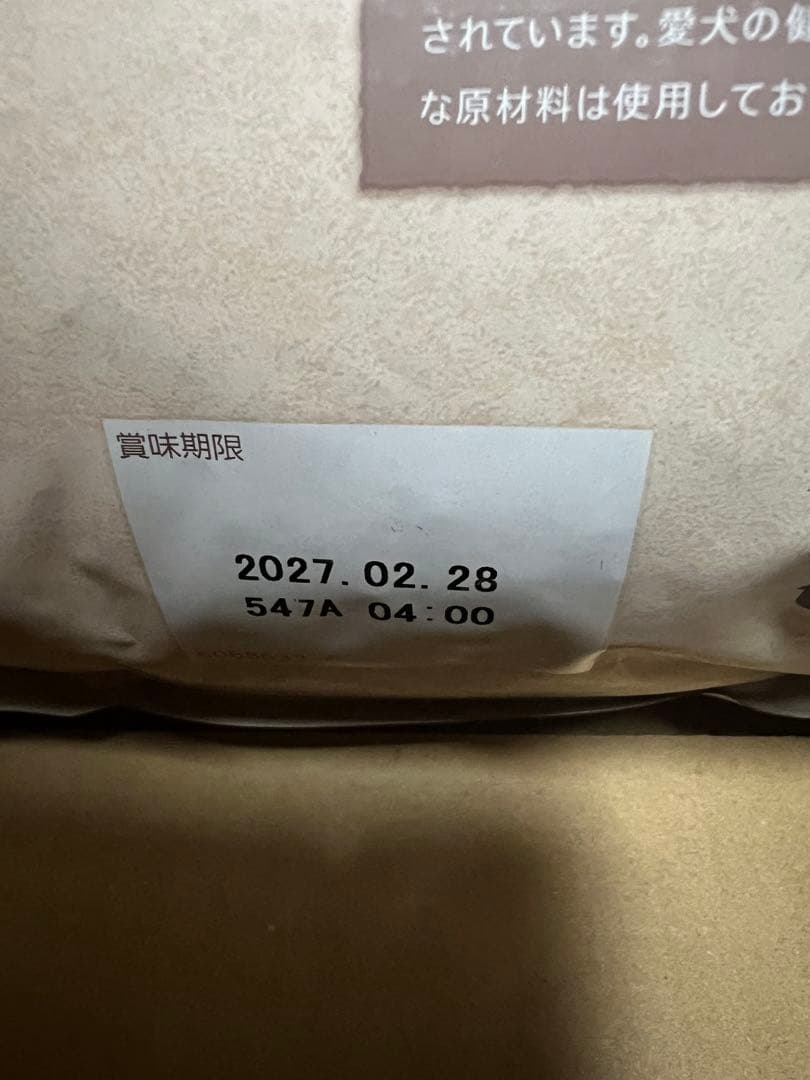 されています。愛犬の健
な原材料は使用してお
賞味期限
2027.02.28
547A 04:00